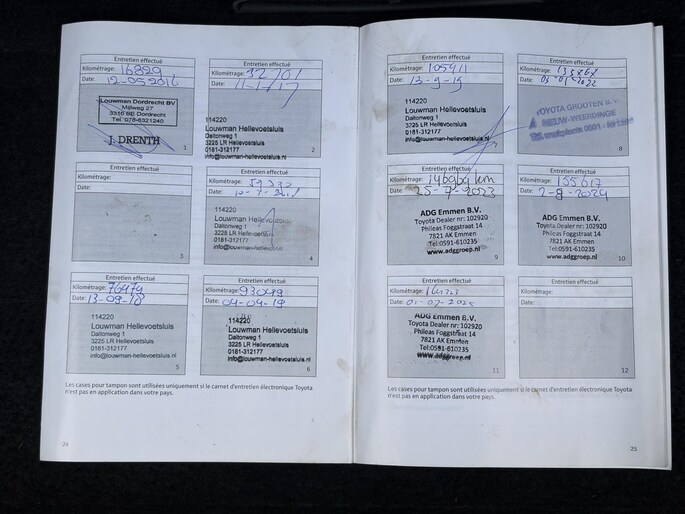 Entretien effectué
Kilométrage: 16829
Date: 12-05-2016
Louwman Dordrecht BV
Mijlweg 27
3316 BE Dordrecht
Tel. 078-6321240
J. DRENTH
1
Entretien effectué
Kilométrage: 32701
Date: 11-1-17
114220
Louwman Hellevoetsluis
Daltonweg 1
3225 LR Hellevoetsluis
0181-312177
info@louwman-hellevoetsluis.nl
2
Entretien effectué
Kilométrage:
Date:
3
Entretien effectué
Kilométrage:
Date:
114220
Louwman Hellevoetsluis
Daltonweg 1
3225 LR Hellevoetsluis
0181-312177
info@louwman-hellevoetsluis.nl
4
Entretien effectué
Kilométrage: 76474
Date: 13-09-18
114220
Louwman Hellevoetsluis
Daltonweg 1
3225 LR Hellevoetsluis
0181-312177
info@louwman-hellevoetsluis.nl
5
Entretien effectué
Kilométrage: 93049
Date: 04-04-19
114220
Louwman Hellevoetsluis
Daltonweg 1
3225 LR Hellevoetsluis
0181-312177
info@louwman-hellevoetsluis.nl
6
Les cases pour tampon sont utilisées uniquement si le carnet d'entretien électronique Toyota
n'est pas en application dans votre pays.
24
Entretien effectué
Kilométrage: 105911
Date: 13-9-19
114220
Louwman Hellevoetsluis
Daltonweg 1
3225 LR Hellevoetsluis
0181-312177
info@louwman-hellevoetsluis.nl
Entretien effectué
Kilométrage:
Date:
TOYOTA GROOTEN B.V.
NIEUW-WEERDINGE
8
Entretien effectué
Kilométrage: km
Date: 25-7-2023
ADG Emmen B.V.
Toyota Dealer nr: 102920
Phileas Foggstraat 14
7821 AK Emmen
Tel:0591-610235
www.adggroep.nl
9
Entretien effectué
Kilométrage: 155617
Date: 2-8-2024
ADG Emmen B.V.
Toyota Dealer nr: 102920
Phileas Foggstraat 14
7821 AK Emmen
Tel:0591-610235
www.adggroep.nl
10
Entretien effectué
Kilométrage:
Date:
ADG Emmen B.V.
Toyota Dealer nr: 102920
Phileas Foggstraat 14
7821 AK Emmen
Tel:0591-610235
www.adggroep.nl
11
Entretien effectué
Kilométrage:
Date:
12
Les cases pour tampon sont utilisées uniquement si le carnet d'entretien électronique Toyota
n'est pas en application dans votre pays.
25